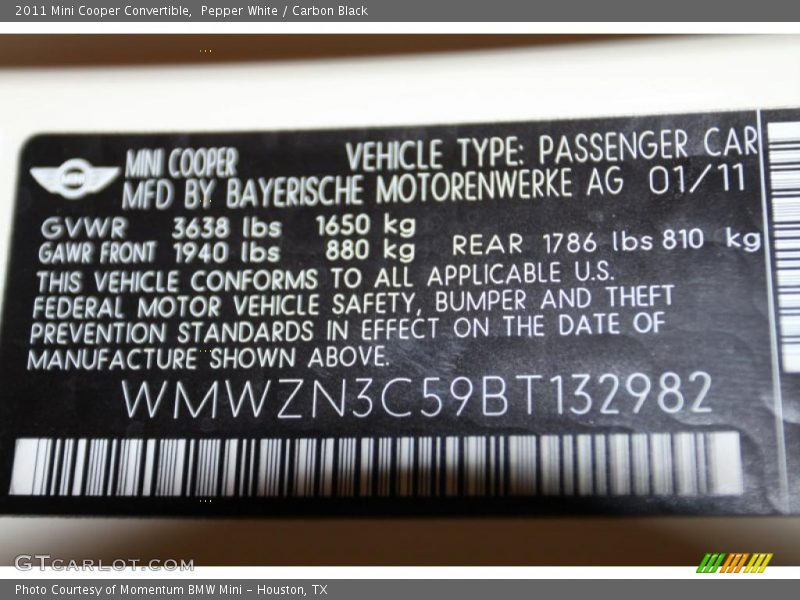 2011 Mini Cooper Convertible,  Pepper White / Carbon Black
MINI COOPER VEHICLE TYPE: PASSENGER CAR
MFD BY BAYERISCHE MOTORENWERKE AG 01/11
GVWR 3638 lbs 1650 kg
GAWR FRONT 1940 lbs 880 kg REAR 1786 lbs 810 kg
THIS VEHICLE CONFORMS TO ALL APPLICABLE U.S.
FEDERAL MOTOR VEHICLE SAFETY, BUMPER AND THEFT
PREVENTION STANDARDS IN EFFECT ON THE DATE OF
MANUFACTURE SHOWN ABOVE.
WMWZN3C59BT132982
GTCARLOT.COM
Photo Courtesy of Momentum BMW Mini - Houston, TX